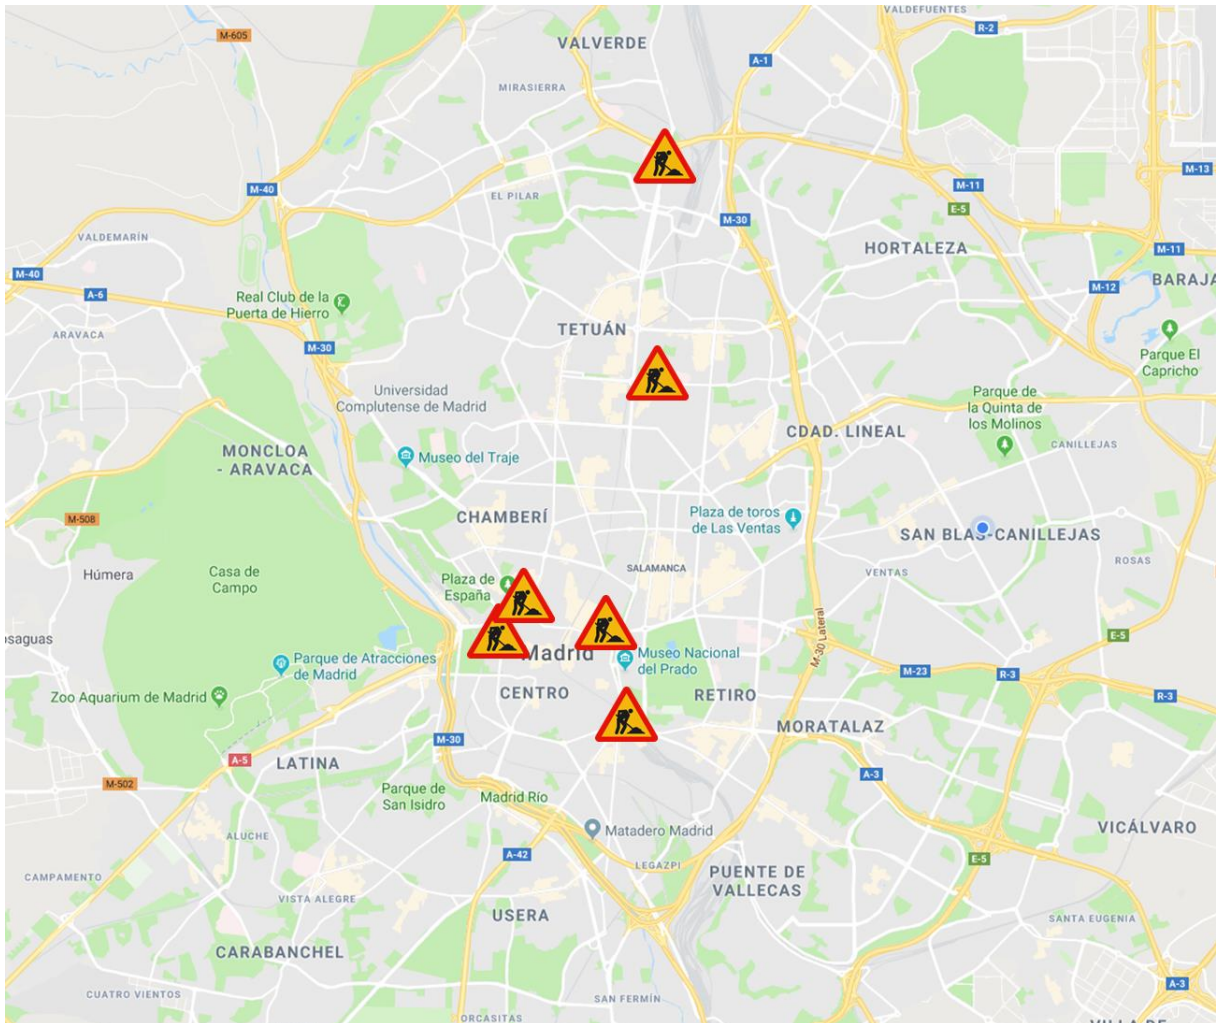 VALDEFUENTES
M-605
R-2
VALVERDE
A-1
MIRASIERRA
M-13
M-40
M-11
EL PILAR
E-5
M-30
VALDEMARÍN
HORTALEZA
M-11
M-40
BARAJA
A-6
M-12
Real Club de la
Puerta de Hierro
TETUÁN
ARAVACA
M-30
Parque El
Capricho
Universidad
Complutense de Madrid
Parque de
la Quinta de
los Molinos
CDAD. LINEAL
CANILLEJAS
MONCLOA
- ARAVACA
Museo del Traje
M-508
CHAMBERÍ
Plaza de toros
de Las Ventas
SAN BLAS-CANILLEJAS
ROSAS
Húmera
Casa de
Campo
Plaza de
España
SALAMANCA
VENTAS
osaguas
M-30 Lateral
E-5
Madrid
Museo Nacional
del Prado
Parque de Atracciones
de Madrid
M-23
R-3
R-3
Zoo Aquarium de Madrid
CENTRO
RETIRO
MORATALAZ
M-30
A-5
LATINA
A-3
M-502
Parque de
San Isidro
Madrid Río
VICÁLVARO
ALUCHE
Matadero Madrid
A-42
LEGAZPI
E-5
CAMPAMENTO
PUENTE DE
VALLECAS
VISTA ALEGRE
USERA
SANTA EUGENIA
CARABANCHEL
A-3
CUATRO VIENTOS
SAN FERMÍN
ORCASITAS
VILLA DE